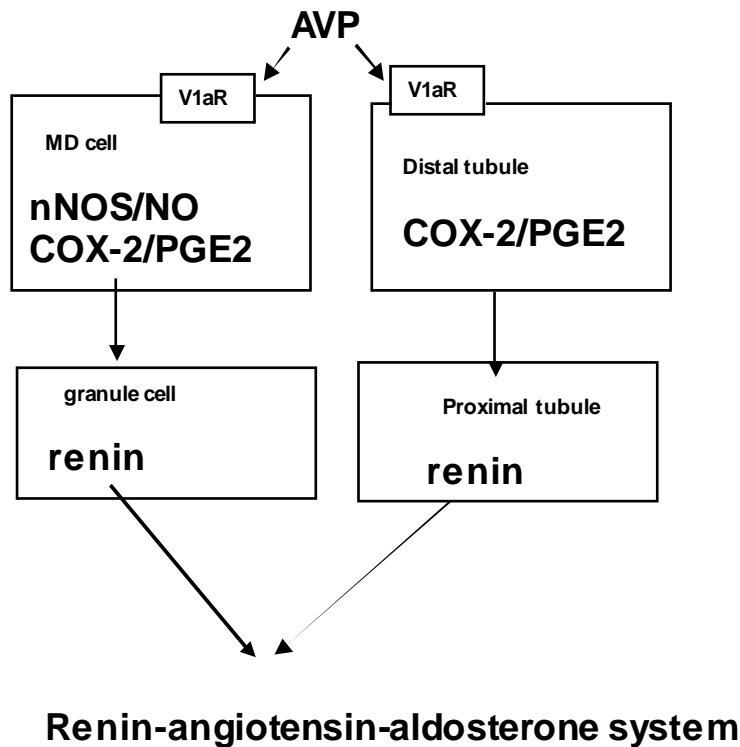 AVP
V1aR
MD cell
nNOS/NO
COX-2/PGE2
V1aR
Distal tubule
COX-2/PGE2
granule cell
renin
Proximal tubule
renin
Renin-angiotensin-aldosterone system